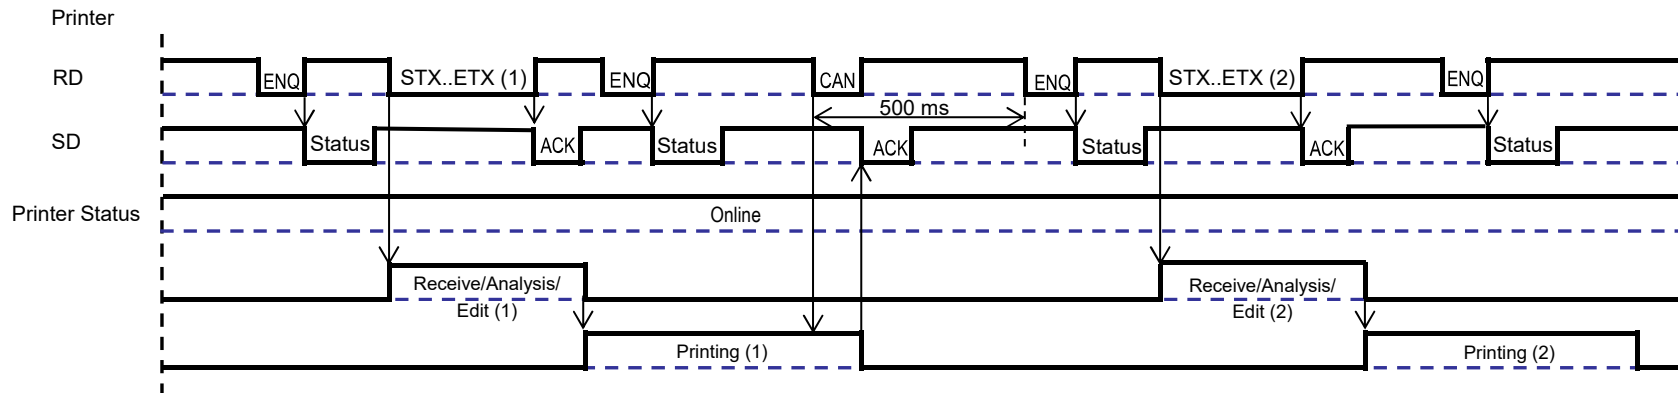 Printer
RD
ENQ
STX..ETX (1)
ENQ
CAN
ENQ
STX..ETX (2)
ENQ
500 ms
SD
Status
ACK
Status
ACK
Status
ACK
Status
Printer Status
Online
Receive/Analysis/
Edit (1)
Receive/Analysis/
Edit (2)
Printing (1)
Printing (2)